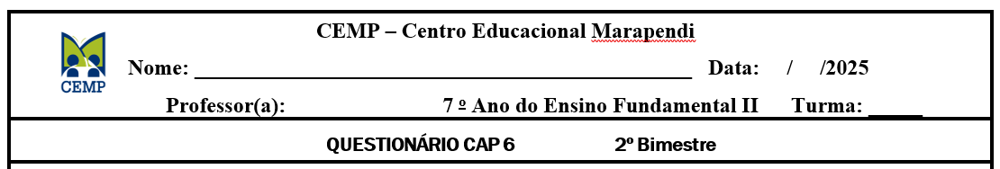 CEMP – Centro Educacional Marapendi
CEMP
Nome: ______________________________________________ Data: / /2025
Professor(a): 7 º Ano do Ensino Fundamental II Turma: _____
QUESTIONÁRIO CAP 6 2º Bimestre